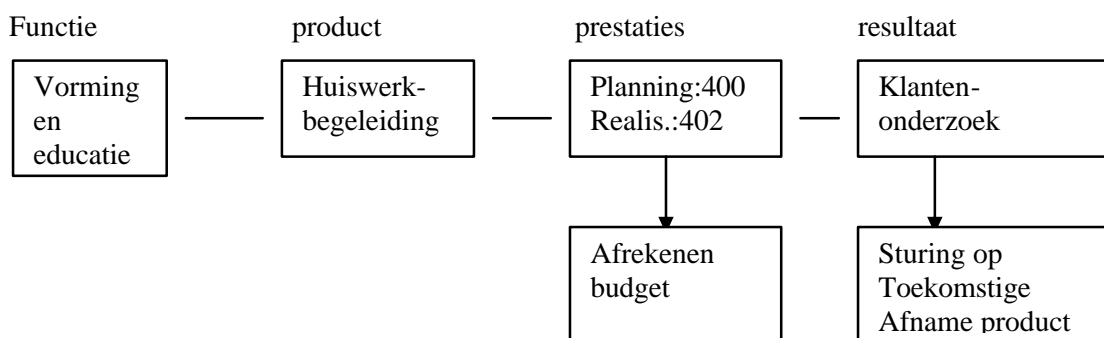 Functie product prestaties resultaat
Vorming
en
educatie
Huiswerk-
begeleiding
Planning:400
Realis.:402
Klanten-
onderzoek
Afrekenen
budget
Sturing op
Toekomstige
Afname product